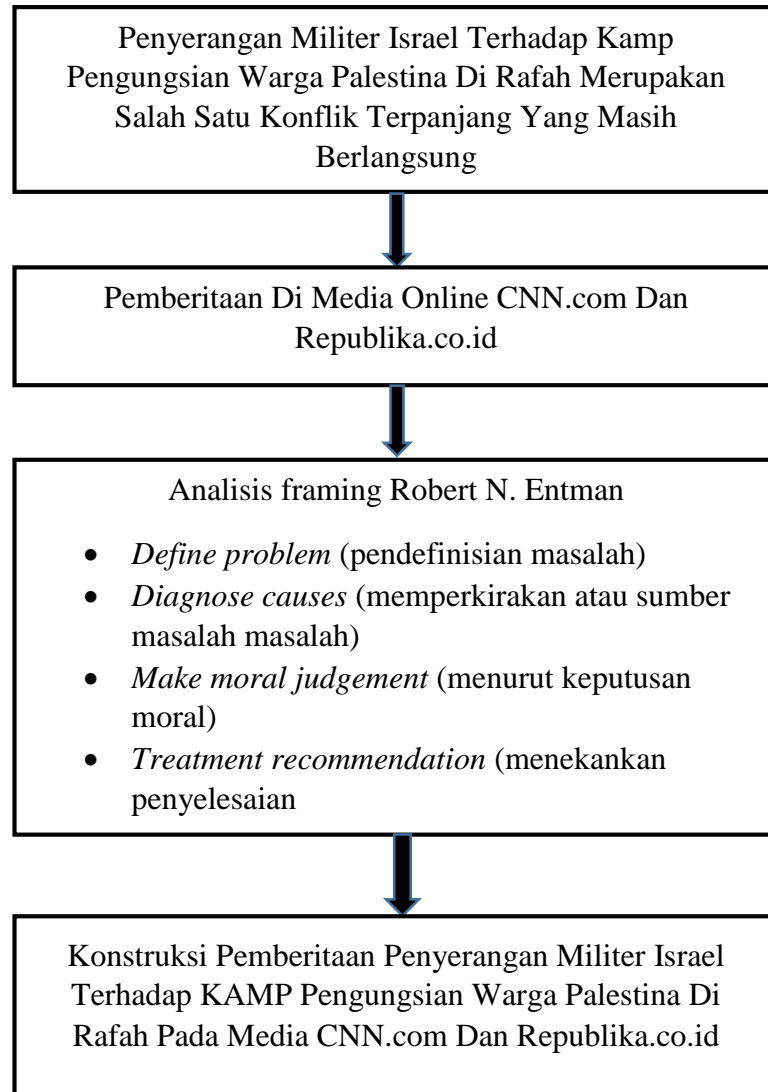 Penyerangan Militer Israel Terhadap Kamp
Pengungsian Warga Palestina Di Rafah Merupakan
Salah Satu Konflik Terpanjang Yang Masih
Berlangsung
Pemberitaan Di Media Online CNN.com Dan
Republika.co.id
Analisis framing Robert N. Entman
• Define problem (pendefinisian masalah)
• Diagnose causes (memperkirakan atau sumber
masalah masalah)
• Make moral judgement (menurut keputusan
moral)
• Treatment recommendation (menekankan
penyelesaian
Konstruksi Pemberitaan Penyerangan Militer Israel
Terhadap KAMP Pengungsian Warga Palestina Di
Rafah Pada Media CNN.com Dan Republika.co.id